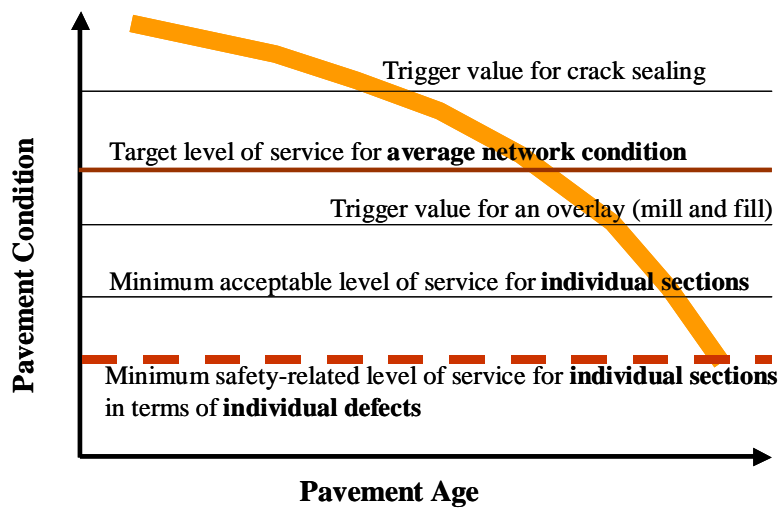 Trigger value for crack sealing
Target level of service for average network condition
Trigger value for an overlay (mill and fill)
Minimum acceptable level of service for individual sections
Minimum safety-related level of service for individual sections
in terms of individual defects
Pavement Condition
Pavement Age